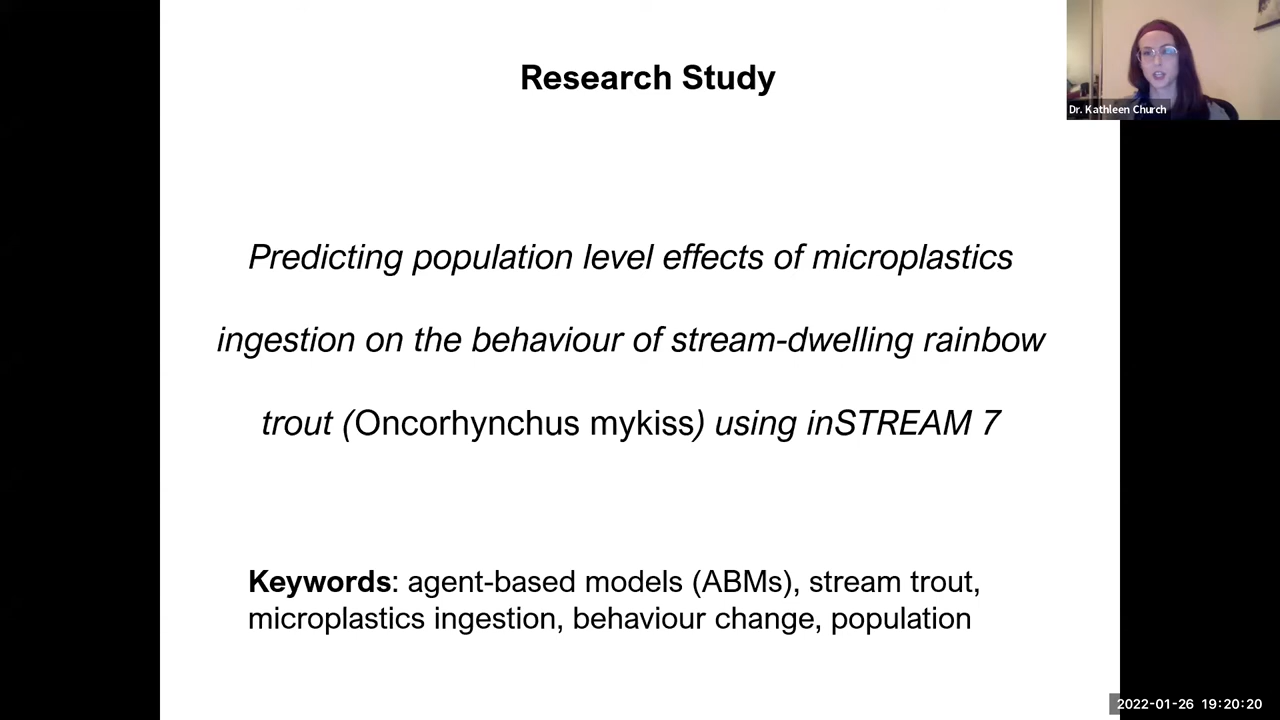 Research Study
Dr. Kathleen Church
Predicting population level effects of microplastics
ingestion on the behaviour of stream-dwelling rainbow
trout (Oncorhynchus mykiss) using inSTREAM 7
Keywords: agent-based models (ABMs), stream trout,
microplastics ingestion, behaviour change, population
2022-01-26 19:20:20